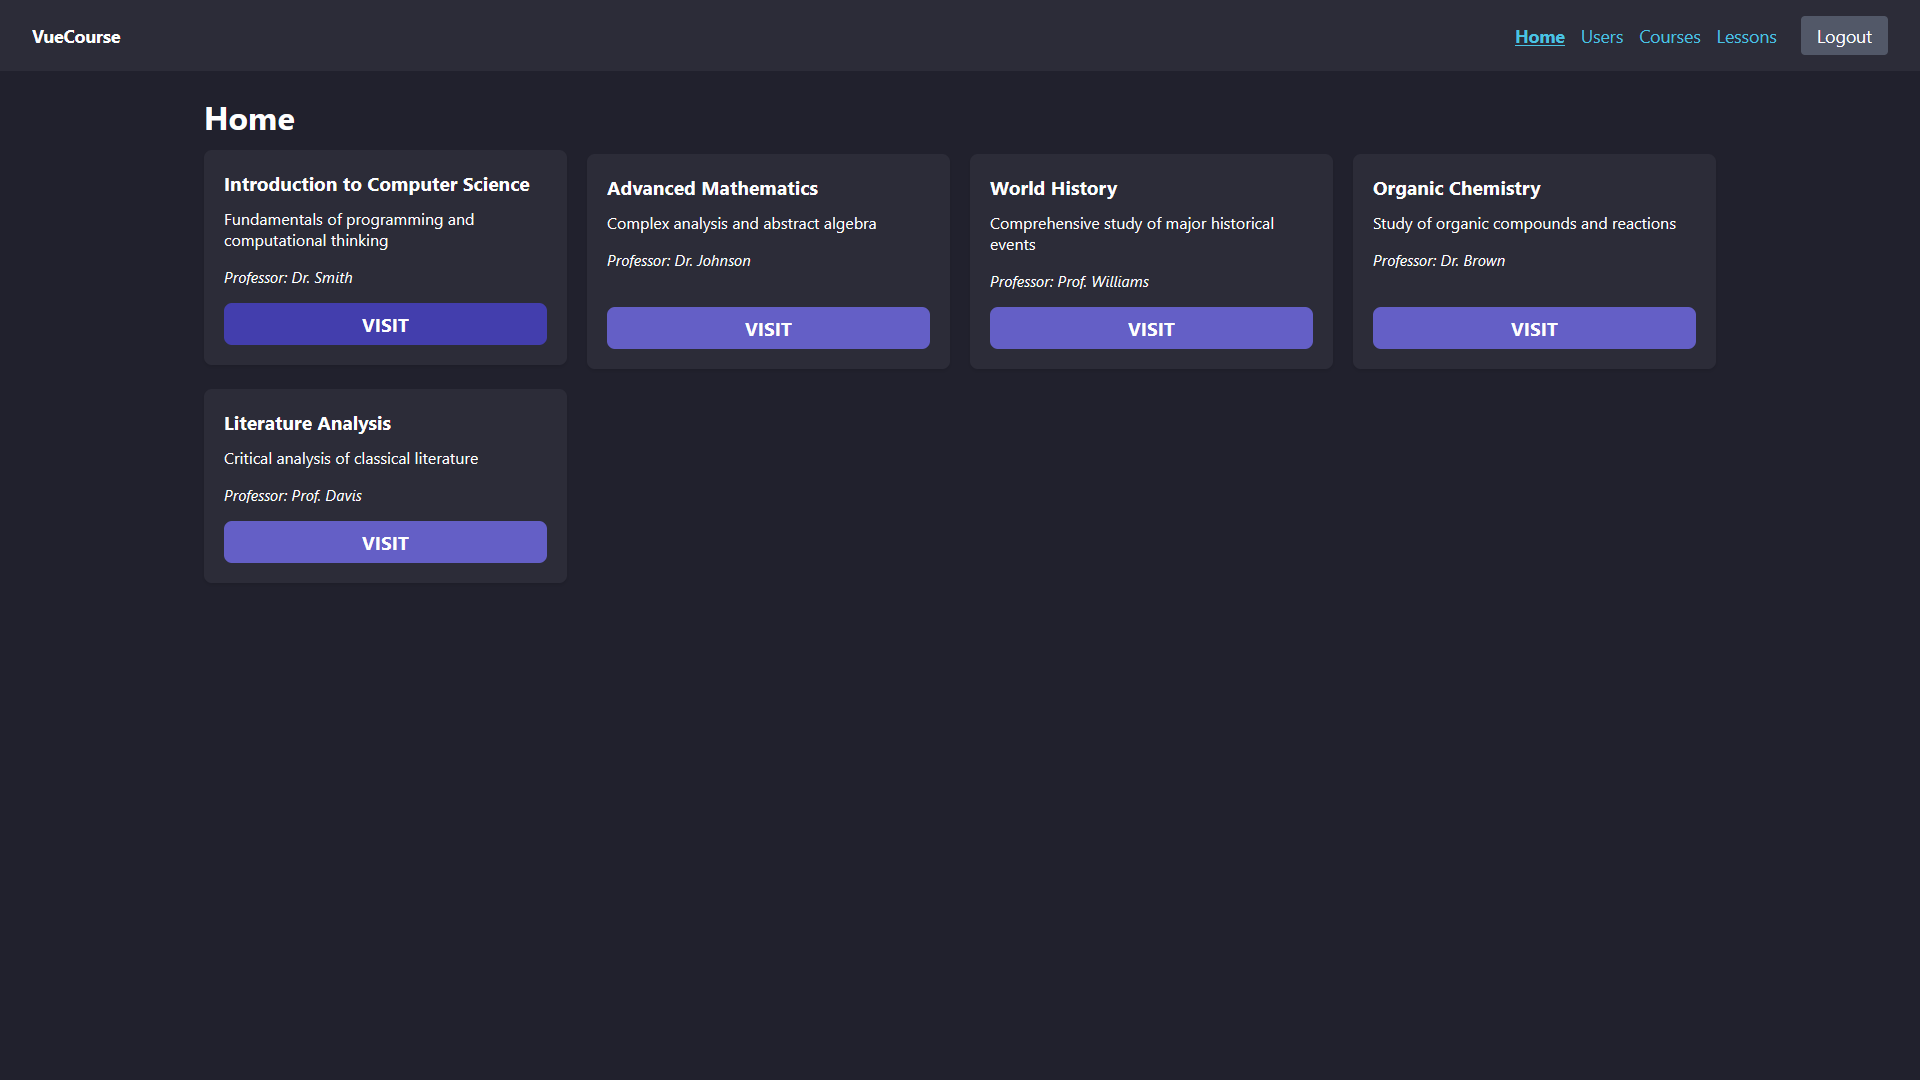 VueCourse
Home Users Courses Lessons Logout
Home
Introduction to Computer Science
Fundamentals of programming and
computational thinking
Professor: Dr. Smith
VISIT
Advanced Mathematics
Complex analysis and abstract algebra
Professor: Dr. Johnson
VISIT
World History
Comprehensive study of major historical
events
Professor: Prof. Williams
VISIT
Organic Chemistry
Study of organic compounds and reactions
Professor: Dr. Brown
VISIT
Literature Analysis
Critical analysis of classical literature
Professor: Prof. Davis
VISIT